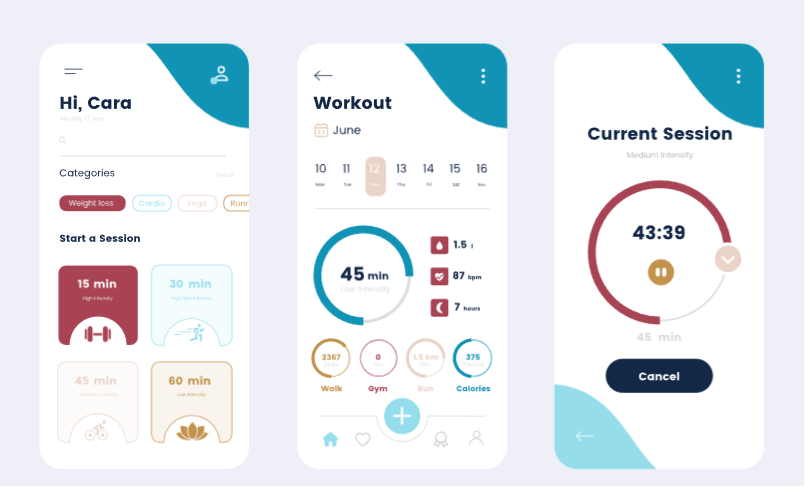 Hi, Cara
Monday, 17 June
Categories
See all
Weight loss
Cardio
Yoga
Runn
Start a Session
15 min
High Intensity
30 min
High/Low Intensity
45 min
Medium Intensity
60 min
Low Intensity
Workout
June
10 11 12 13 14 15 16
Mon Tue Wed Thu Fri Sat Sun
45 min
Low Intensity
1.5 l
87 bpm
7 hours
2367
0
1.5 km
375
Walk
Gym
Run
Calories
Current Session
Medium Intensity
43:39
45 min
Cancel